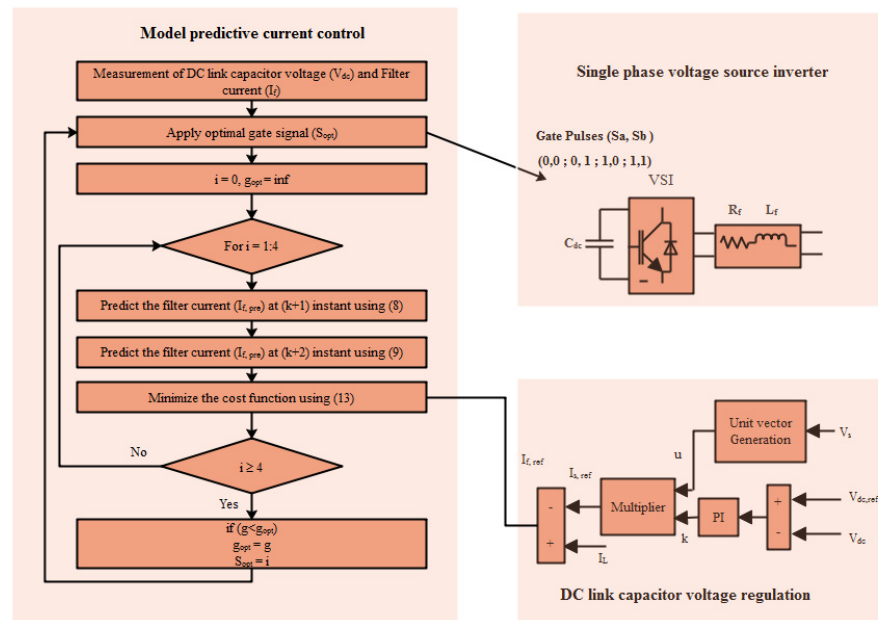 Model predictive current control
Measurement of DC link capacitor voltage (Vdc) and Filter
current (If)
Apply optimal gate signal (Sopt)
i = 0, gopt = inf
For i = 1:4
Predict the filter current (If, pre) at (k+1) instant using (8)
Predict the filter current (If, pre) at (k+2) instant using (9)
Minimize the cost function using (13)
No
i ≥ 4
Yes
if (g<gopt)
gopt = g
Sopt = i
Single phase voltage source inverter
Gate Pulses (Sa, Sb )
(0,0 ; 0, 1 ; 1,0 ; 1,1)
VSI
Cdc
Rf
Lf
Unit vector
Generation
Vs
u
If, ref
Is, ref
Multiplier
PI
k
+
-
Vdc,ref
Vdc
-
+
IL
DC link capacitor voltage regulation